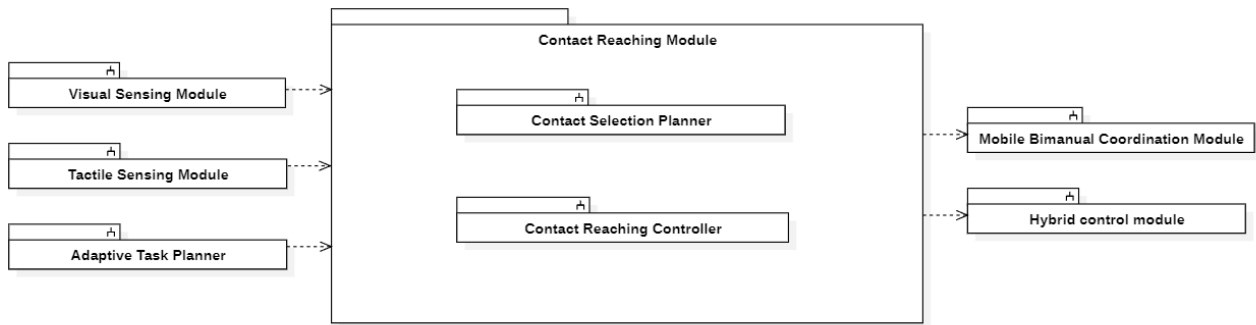 Contact Reaching Module
Visual Sensing Module
Tactile Sensing Module
Adaptive Task Planner
Contact Selection Planner
Contact Reaching Controller
Mobile Bimanual Coordination Module
Hybrid control module